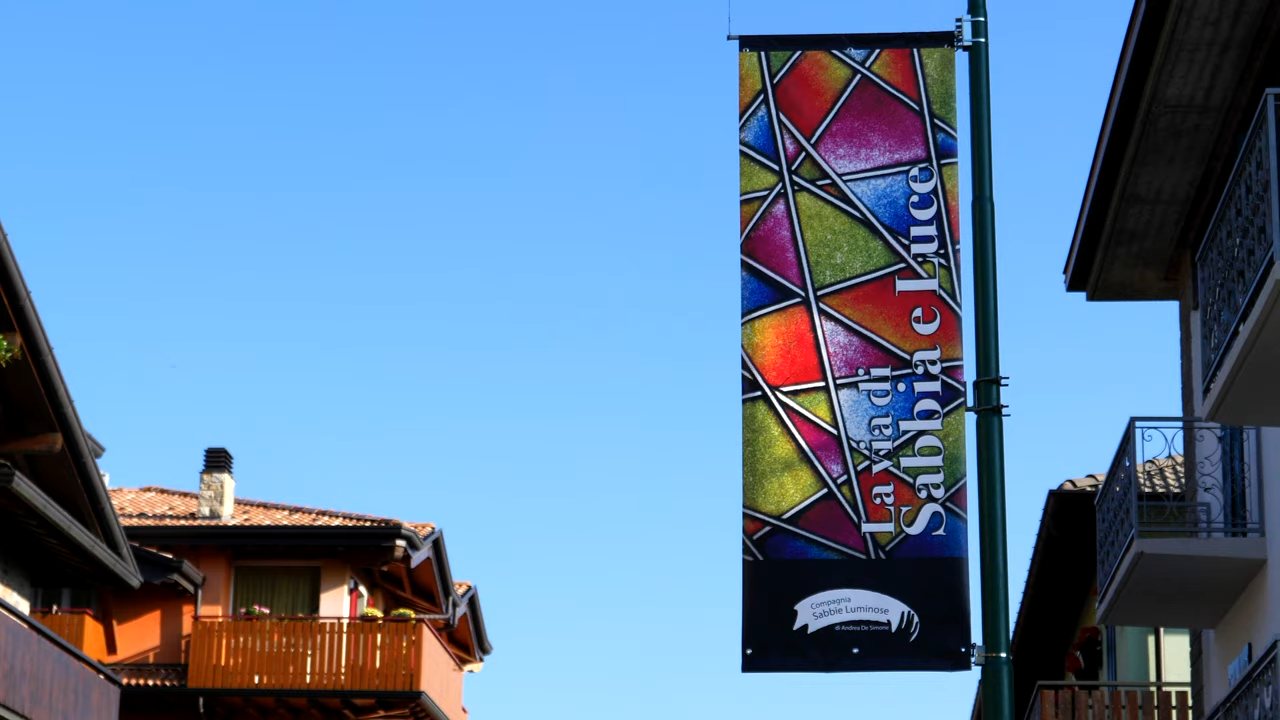 La via di
Sabbia e Luce
Compagnia
Sabbie Luminose
di Andrea De Simone